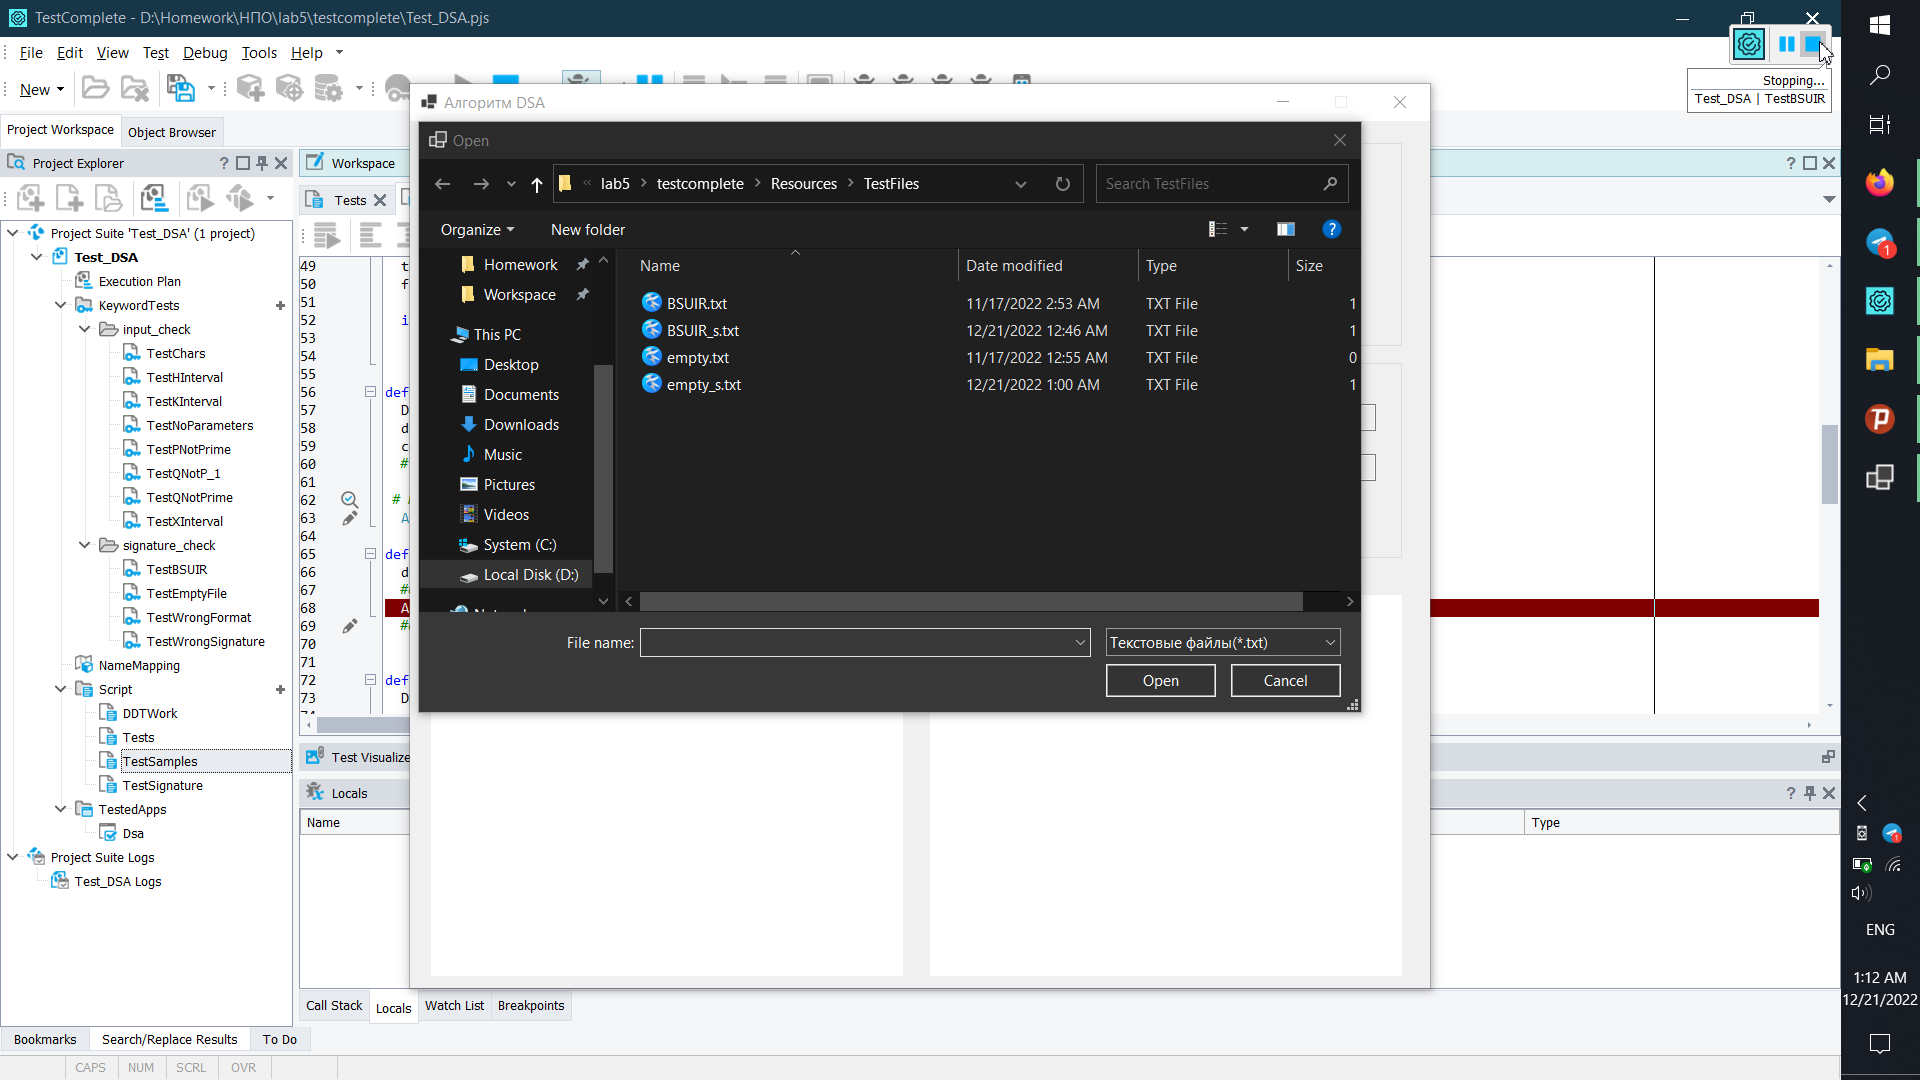 TestComplete - D:\Homework\НПО\lab5\testcomplete\Test_DSA.pjs
File Edit View Test Debug Tools Help
New
Stopping...
Test_DSA | TestBSUIR
Project Workspace Object Browser
Project Explorer
?
Workspace
?
Tests
Project Suite 'Test_DSA' (1 project)
Test_DSA
Execution Plan
KeywordTests
input_check
TestChars
TestHInterval
TestKInterval
TestNoParameters
TestPNotPrime
TestQNotP_1
TestQNotPrime
TestXInterval
signature_check
TestBSUIR
TestEmptyFile
TestWrongFormat
TestWrongSignature
NameMapping
Script
DDTWork
Tests
TestSamples
TestSignature
TestedApps
Dsa
Project Suite Logs
Test_DSA Logs
49 t
50 f
51
52 i
53
54
55
56 def
57 D
58 d
59 c
60 #
61
62 #
63 A
64
65 def
66 d
67 #
68 A
69 #
70
71
72 def
73 D
Алгоритм DSA
Open
« lab5 > testcomplete > Resources > TestFiles
Search TestFiles
Organize New folder
?
Homework
Workspace
This PC
Desktop
Documents
Downloads
Music
Pictures
Videos
System (C:)
Local Disk (D:)
Name Date modified Type Size
BSUIR.txt 11/17/2022 2:53 AM TXT File 1
BSUIR_s.txt 12/21/2022 12:46 AM TXT File 1
empty.txt 11/17/2022 12:55 AM TXT File 0
empty_s.txt 12/21/2022 1:00 AM TXT File 1
File name:
Текстовые файлы(*.txt)
Open Cancel
Test Visualize
Locals
?
Name Type
Call Stack Locals Watch List Breakpoints
Bookmarks Search/Replace Results To Do
CAPS NUM SCRL OVR
1
1
ENG
1:12 AM
12/21/2022